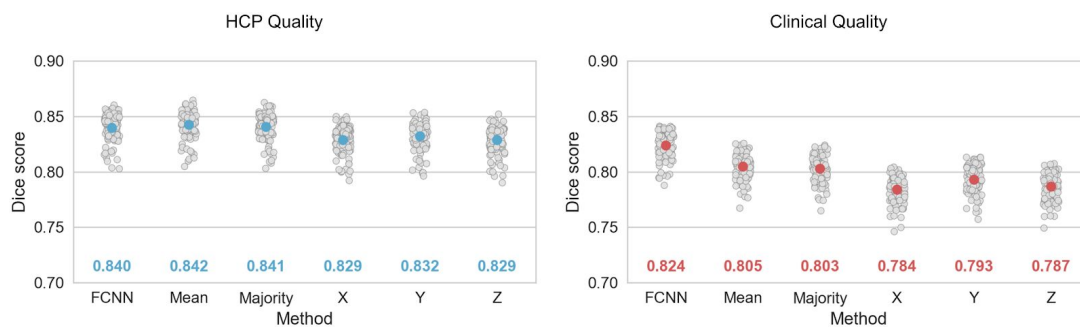 HCP Quality
Dice score
0.90
0.85
0.80
0.75
0.70
0.840 0.842 0.841 0.829 0.832 0.829
FCNN Mean Majority X Y Z
Method
Clinical Quality
Dice score
0.90
0.85
0.80
0.75
0.70
0.824 0.805 0.803 0.784 0.793 0.787
FCNN Mean Majority X Y Z
Method